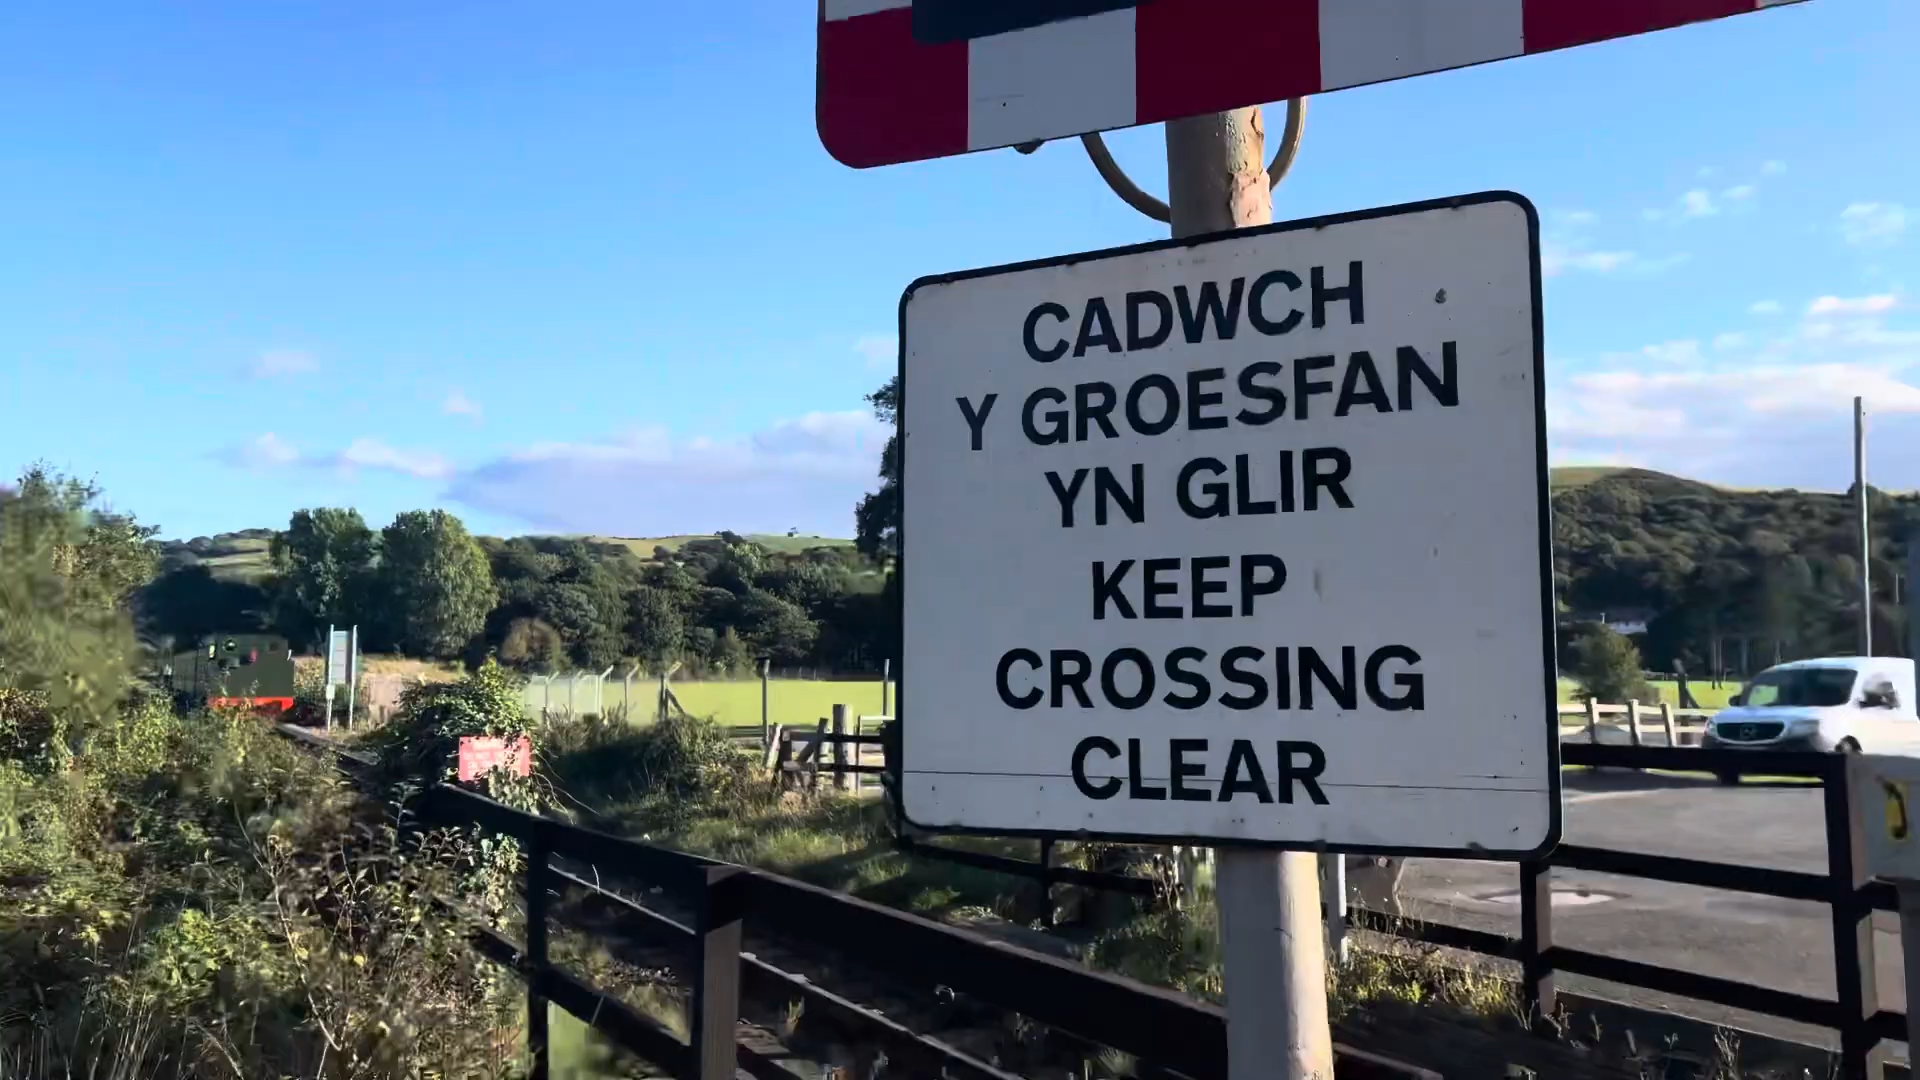 CADWCH
Y GROESFAN
YN GLIR
KEEP
CROSSING
CLEAR